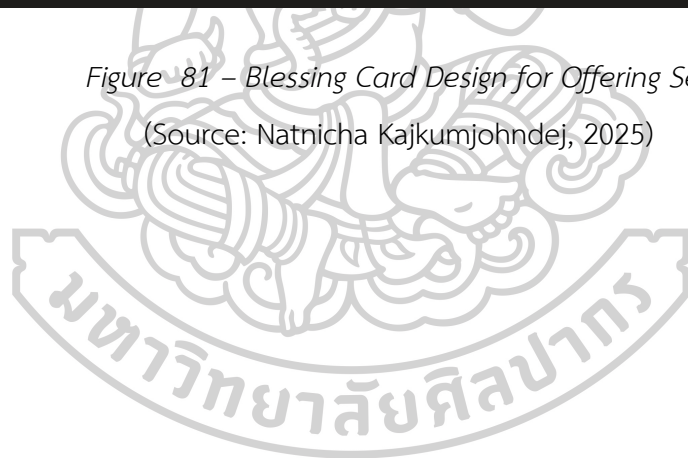 Figure 81 – Blessing Card Design for Offering Se
(Source: Natnicha Kajkumjohndej, 2025)
มหาวิทยาลัยศิลปากร